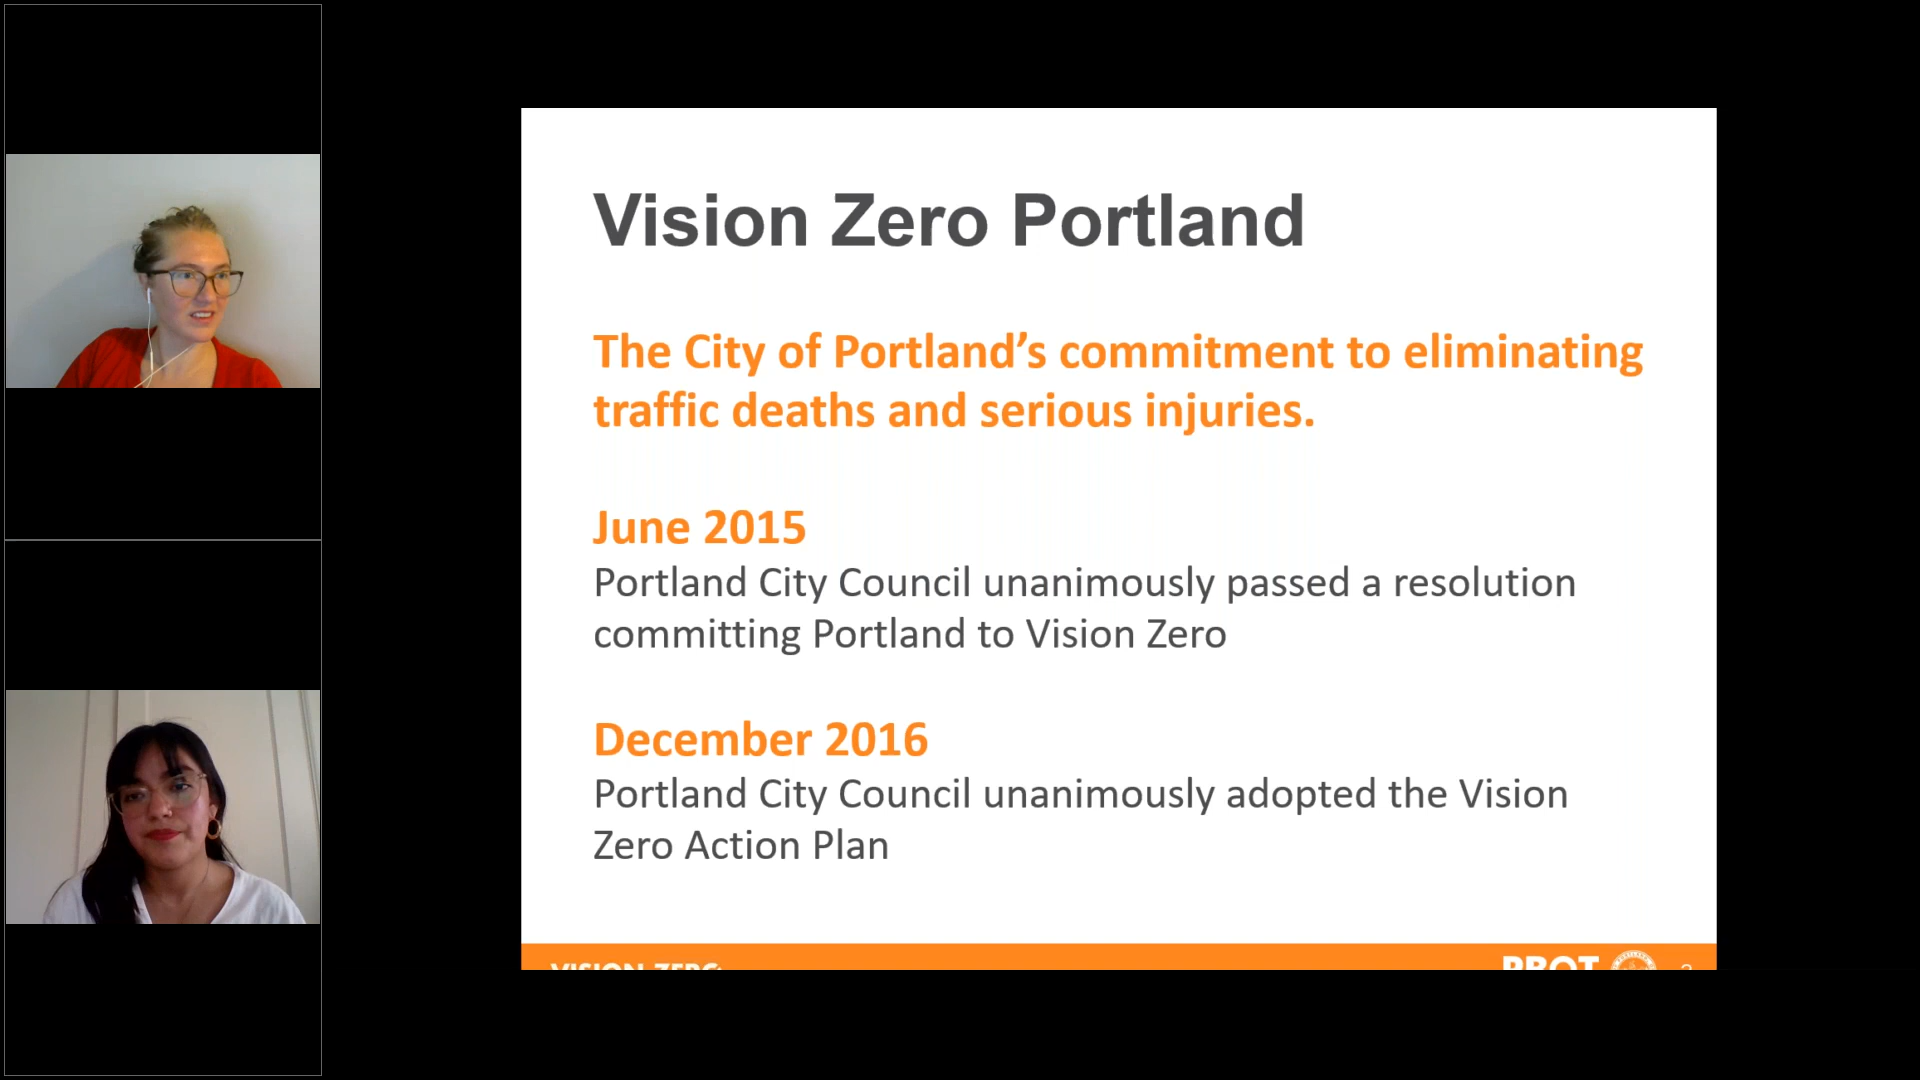 Vision Zero Portland
The City of Portland’s commitment to eliminating
traffic deaths and serious injuries.
June 2015
Portland City Council unanimously passed a resolution
committing Portland to Vision Zero
December 2016
Portland City Council unanimously adopted the Vision
Zero Action Plan
VISION ZERO
PBOT